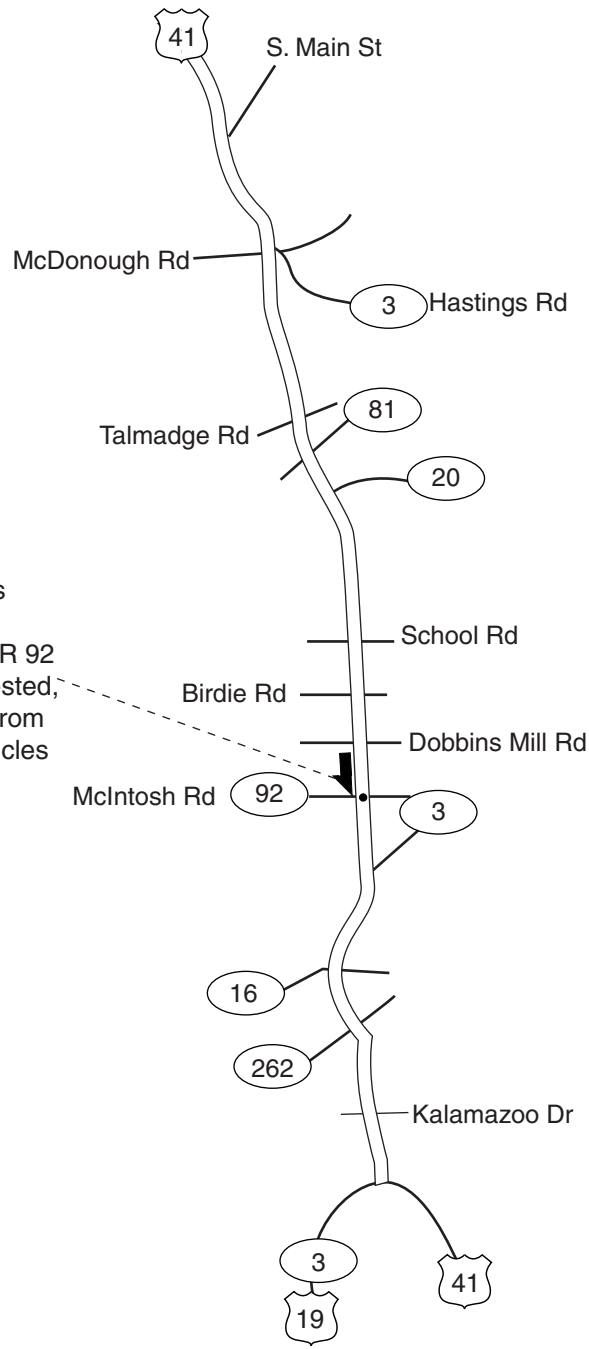 41
S. Main St
McDonough Rd
3 Hastings Rd
81
Talmadge Rd
20
s
School Rd
R 92
ested,
Birdie Rd
rom
Dobbins Mill Rd
cles
McIntosh Rd 92
3
16
262
Kalamazoo Dr
3
41
19